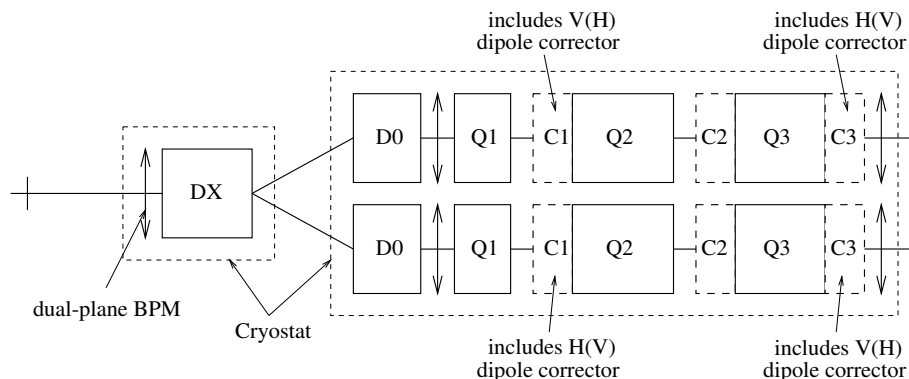 includes V(H)
dipole corrector
includes H(V)
dipole corrector
D0
Q1
C1
Q2
C2
Q3
C3
DX
D0
Q1
C1
Q2
C2
Q3
C3
dual-plane BPM
Cryostat
includes H(V)
dipole corrector
includes V(H)
dipole corrector